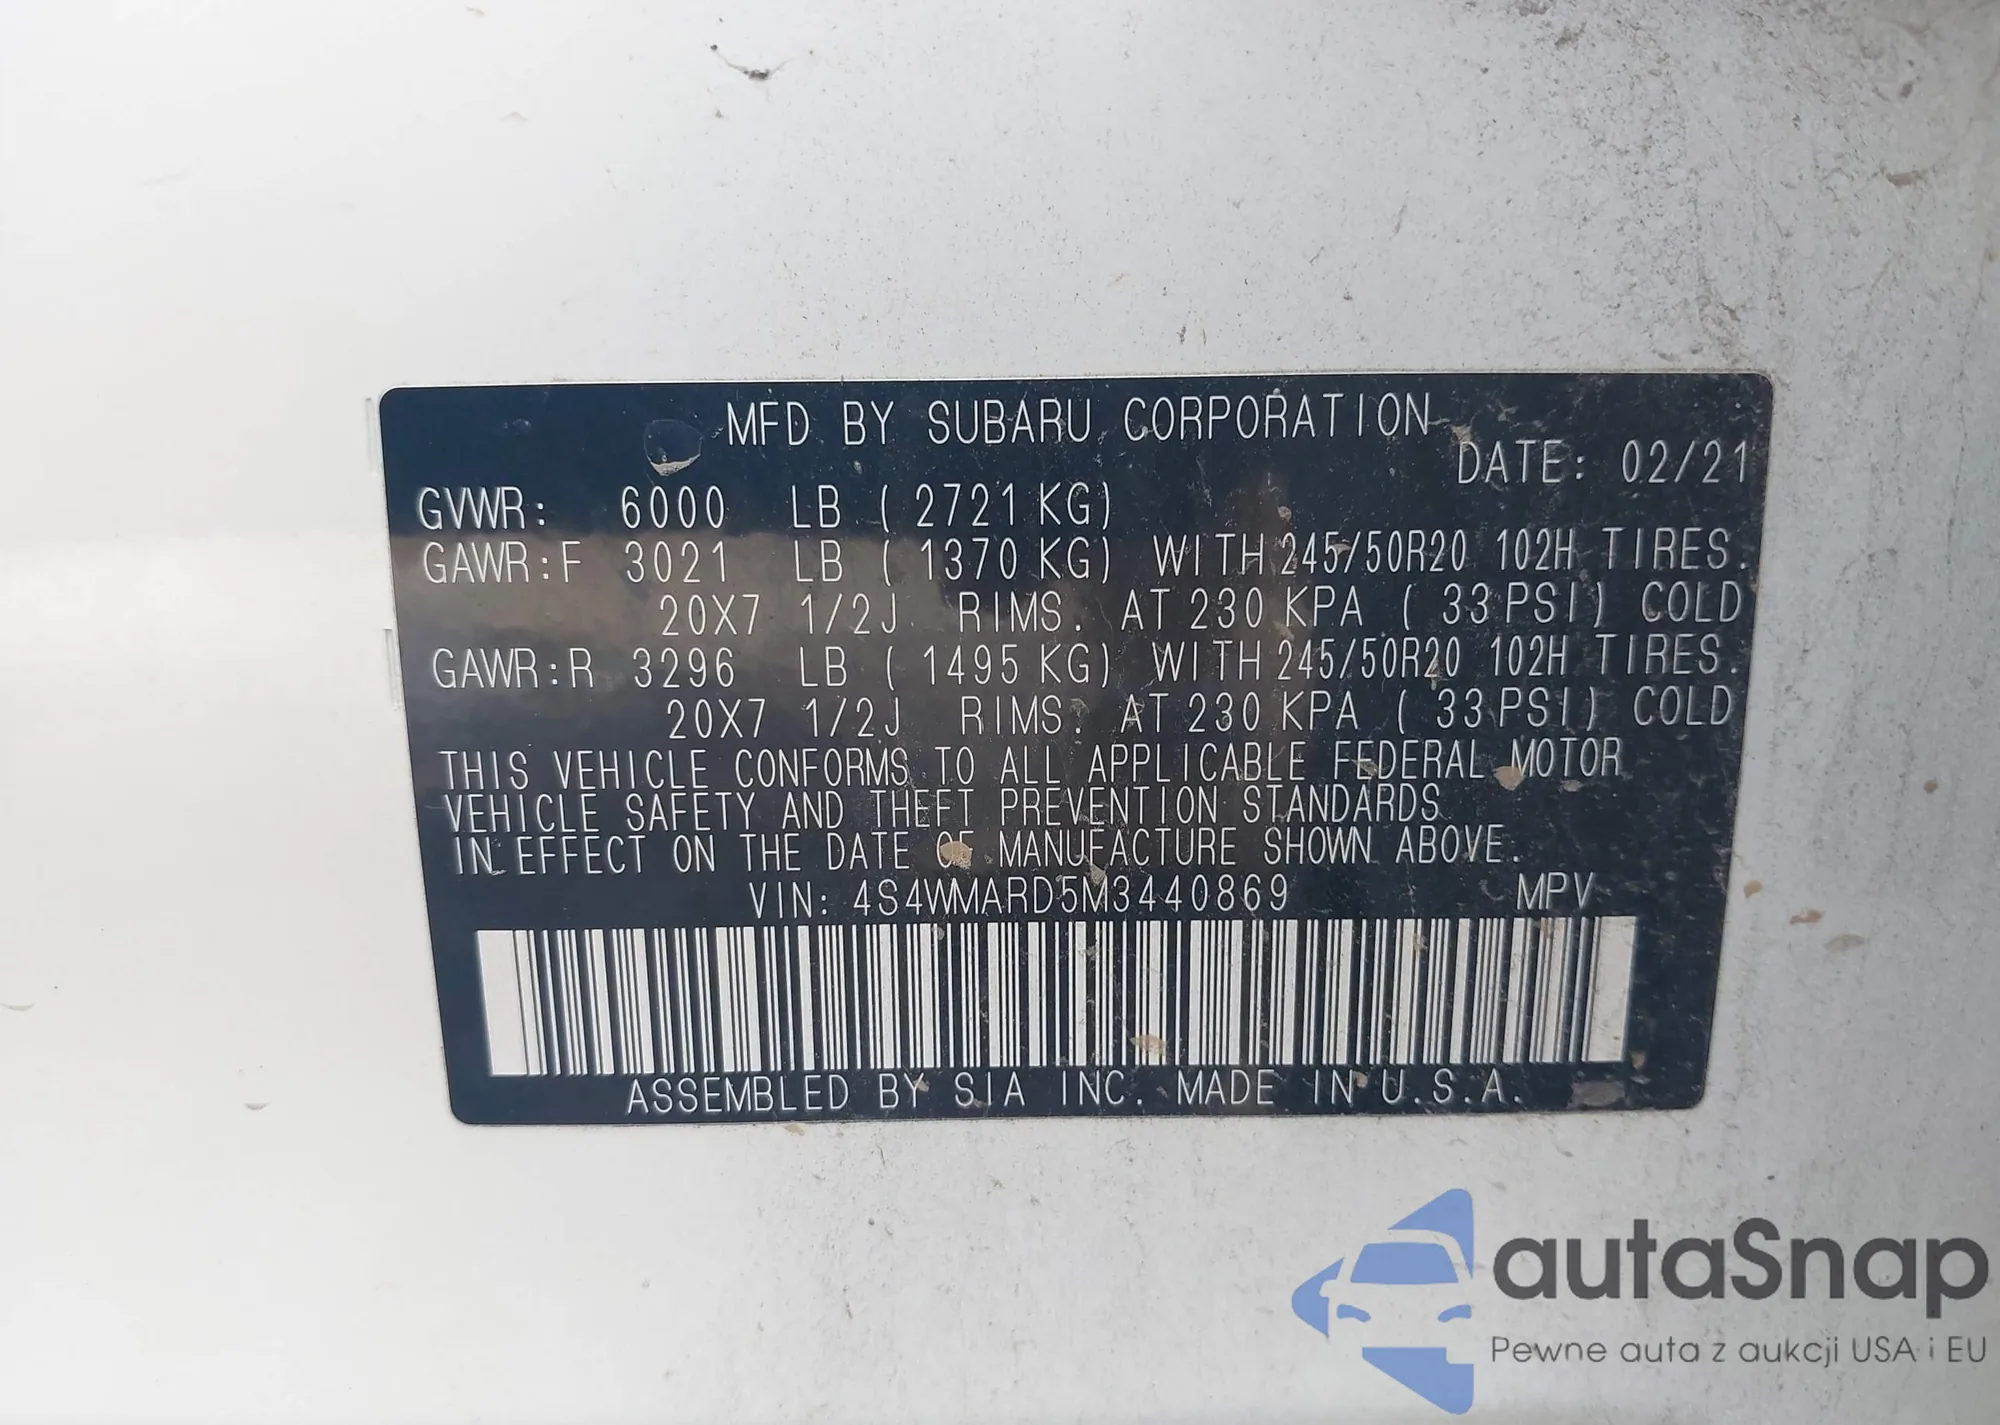 MFD BY SUBARU CORPORATION
DATE: 02/21
GVWR: 6000 LB ( 2721 KG)
GAWR:F 3021 LB ( 1370 KG) WITH 245/50R20 102H TIRES.
20X7 1/2J RIMS. AT 230 KPA ( 33 PSI) COLD
GAWR:R 3296 LB ( 1495 KG) WITH 245/50R20 102H TIRES.
20X7 1/2J RIMS. AT 230 KPA ( 33 PSI) COLD
THIS VEHICLE CONFORMS TO ALL APPLICABLE FEDERAL MOTOR
VEHICLE SAFETY AND THEFT PREVENTION STANDARDS
IN EFFECT ON THE DATE OF MANUFACTURE SHOWN ABOVE.
VIN: 4S4WMARD5M3440869 MPV
ASSEMBLED BY SIA INC. MADE IN U.S.A.
autaSnap
Pewne auta z aukcji USA i EU